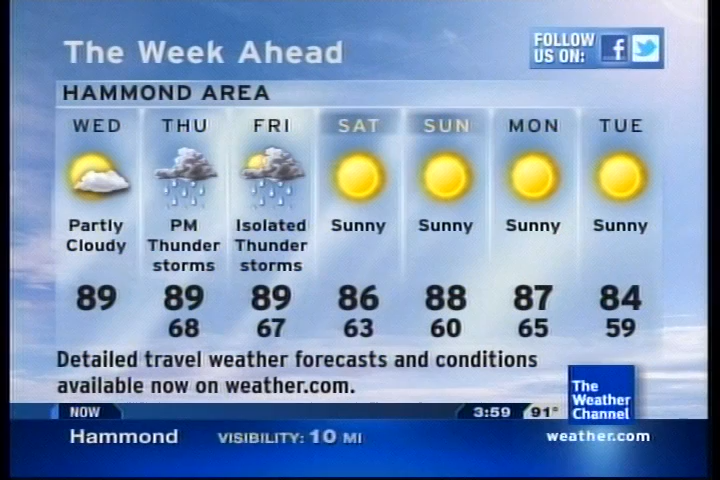 The Week Ahead
FOLLOW
US ON:
HAMMOND AREA
WED THU FRI SAT SUN MON TUE
Partly PM Isolated Sunny Sunny Sunny Sunny
Cloudy Thunder Thunder
storms storms
89 89 89 86 88 87 84
68 67 63 60 65 59
Detailed travel weather forecasts and conditions
available now on weather.com.
The
Weather
Channel
NOW 3:59 91°
Hammond VISIBILITY: 10 MI weather.com